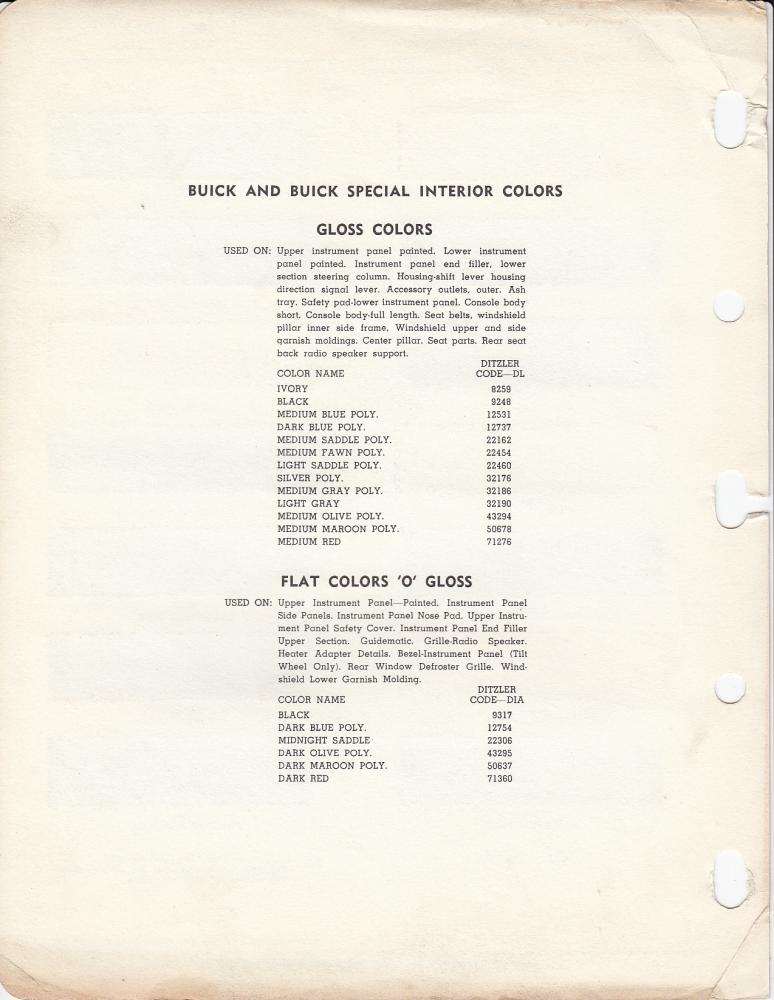 BUICK AND BUICK SPECIAL INTERIOR COLORS
GLOSS COLORS
USED ON: Upper instrument panel painted. Lower instrument
panel painted. Instrument panel end filler, lower
section steering column. Housing-shift lever housing
direction signal lever. Accessory outlets, outer. Ash
tray. Safety pad-lower instrument panel. Console body
short. Console body-full length. Seat belts, windshield
pillar inner side frame, Windshield upper and side
garnish moldings. Center pillar. Seat parts. Rear seat
back radio speaker support.
DITZLER
COLOR NAME CODE—DL
IVORY 8259
BLACK 9248
MEDIUM BLUE POLY. 12531
DARK BLUE POLY. 12737
MEDIUM SADDLE POLY. 22162
MEDIUM FAWN POLY. 22454
LIGHT SADDLE POLY. 22460
SILVER POLY. 32176
MEDIUM GRAY POLY. 32186
LIGHT GRAY 32190
MEDIUM OLIVE POLY. 43294
MEDIUM MAROON POLY. 50678
MEDIUM RED 71276
FLAT COLORS 'O' GLOSS
USED ON: Upper Instrument Panel—Painted. Instrument Panel
Side Panels. Instrument Panel Nose Pad. Upper Instru-
ment Panel Safety Cover. Instrument Panel End Filler
Upper Section. Guidematic. Grille-Radio Speaker.
Heater Adapter Details. Bezel-Instrument Panel (Tilt
Wheel Only). Rear Window Defroster Grille. Wind-
shield Lower Garnish Molding.
DITZLER
COLOR NAME CODE—DIA
BLACK 9317
DARK BLUE POLY. 12754
MIDNIGHT SADDLE 22306
DARK OLIVE POLY. 43295
DARK MAROON POLY. 50637
DARK RED 71360